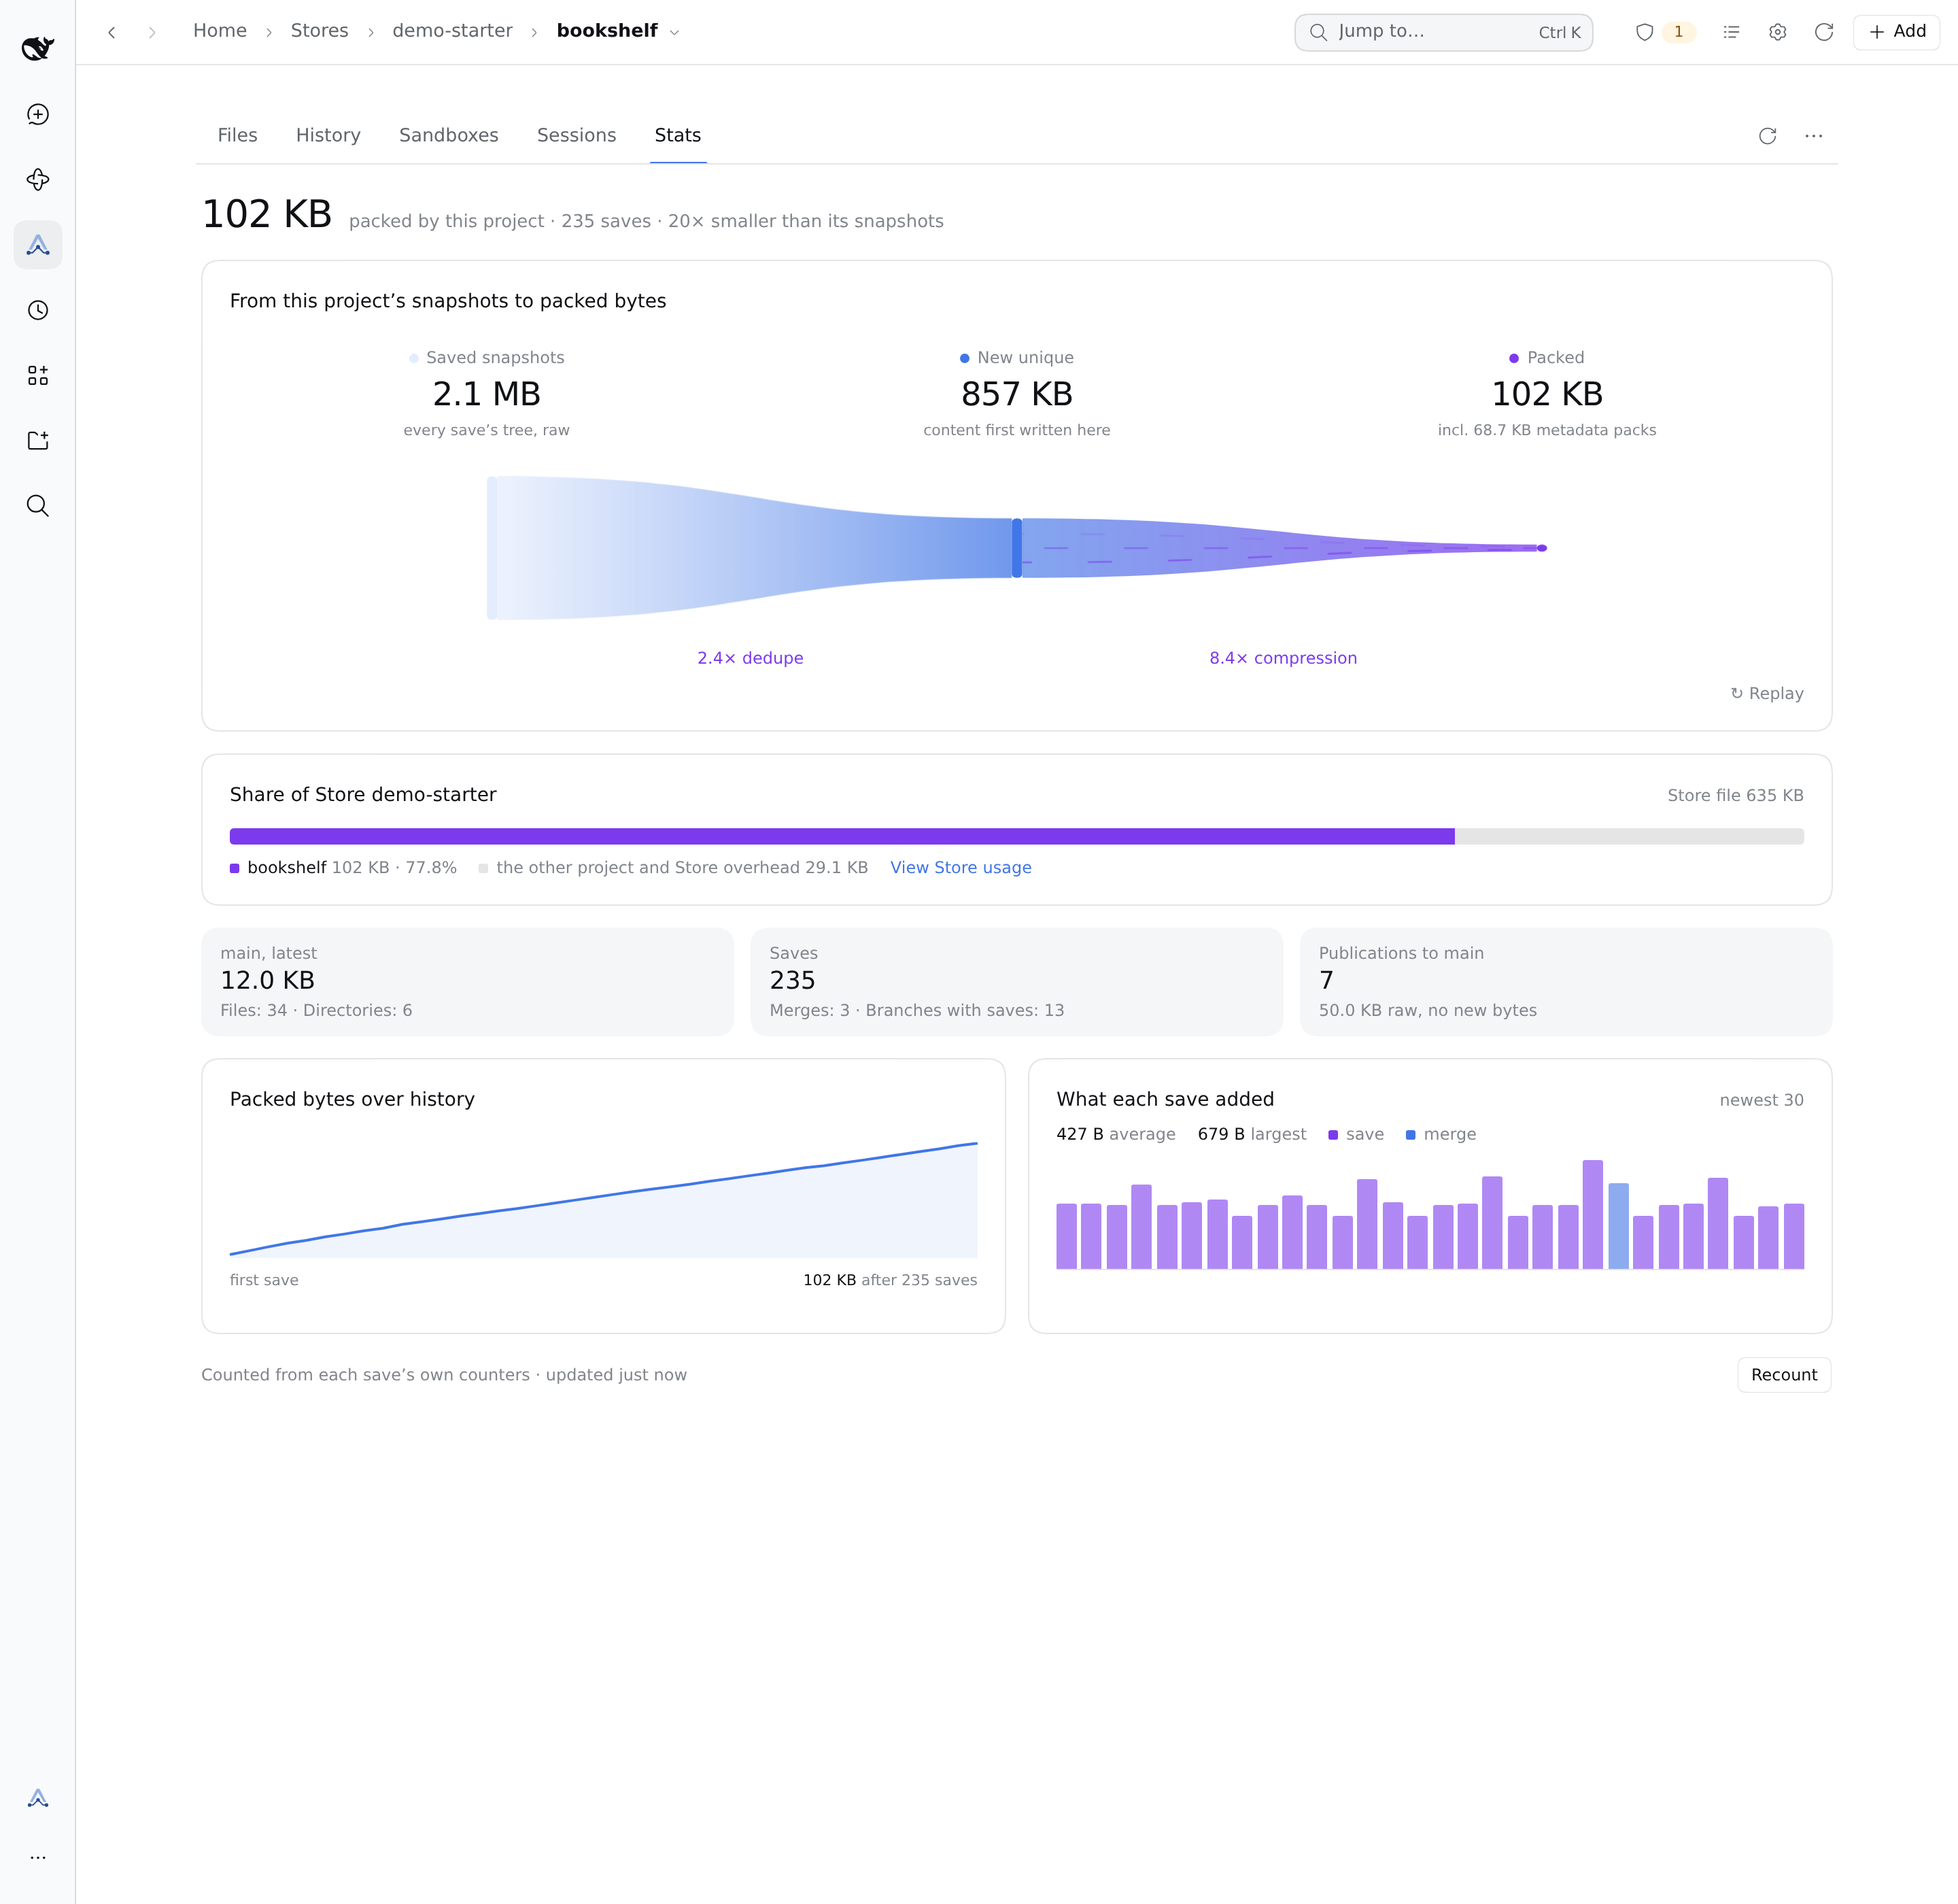 Home › Stores › demo-starter › bookshelf
Jump to… Ctrl K
1
+ Add
Files History Sandboxes Sessions Stats
102 KB packed by this project · 235 saves · 20× smaller than its snapshots
From this project’s snapshots to packed bytes
Saved snapshots
2.1 MB
every save’s tree, raw
New unique
857 KB
content first written here
Packed
102 KB
incl. 68.7 KB metadata packs
2.4× dedupe
8.4× compression
↻ Replay
Share of Store demo-starter
Store file 635 KB
bookshelf 102 KB · 77.8% the other project and Store overhead 29.1 KB View Store usage
main, latest
12.0 KB
Files: 34 · Directories: 6
Saves
235
Merges: 3 · Branches with saves: 13
Publications to main
7
50.0 KB raw, no new bytes
Packed bytes over history
first save
102 KB after 235 saves
What each save added
newest 30
427 B average 679 B largest save merge
Counted from each save’s own counters · updated just now
Recount